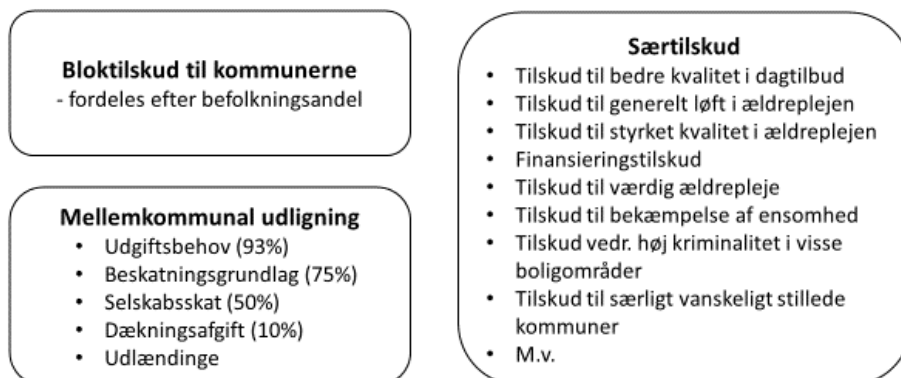 Bloktilskud til kommunerne
- fordeles efter befolkningsandel
Mellemkommunal udligning
• Udgiftsbehov (93%)
• Beskatningsgrundlag (75%)
• Selskabsskat (50%)
• Dækningsafgift (10%)
• Udlændinge
Særtilskud
• Tilskud til bedre kvalitet i dagtilbud
• Tilskud til generelt løft i ældreplejen
• Tilskud til styrket kvalitet i ældreplejen
• Finansieringstilskud
• Tilskud til værdig ældrepleje
• Tilskud til bekæmpelse af ensomhed
• Tilskud vedr. høj kriminalitet i visse
boligområder
• Tilskud til særligt vanskeligt stillede
kommuner
• M.v.